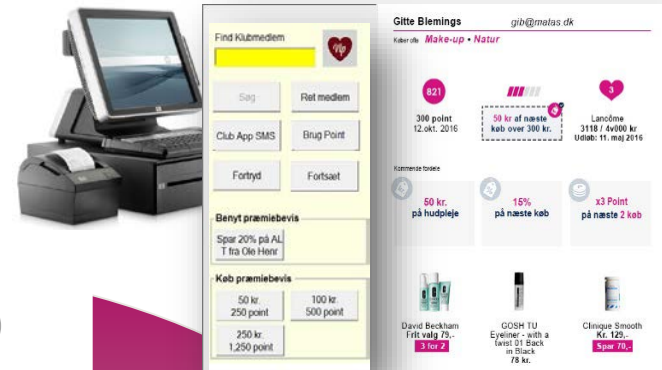 Find Klubmedlem
Vip
Søg
Ret medlem
Club App SMS
Brug Point
Fortryd
Fortsæt
Benyt præmiebevis
Spar 20% på AL
T fra Ole Henr
Køb præmiebevis
50 kr.
250 point
100 kr.
500 point
250 kr.
1,250 point
Gitte Blemings
gib@matas.dk
Køber ofte Make-up • Natur
821
300 point
12.okt. 2016
50 kr af næste
køb over 300 kr.
3
Lancôme
3118 / 4v000 kr
Udløb: 11. maj 2016
Kommende fordele
50 kr.
på hudpleje
15%
på næste køb
x3 Point
på næste 2 køb
David Beckham
Frit valg 79,-
3 for 2
GOSH TU
Eyeliner - with a
twist 01 Back
in Black
78 kr.
Clinique Smooth
Kr. 129,-
Spar 70,-